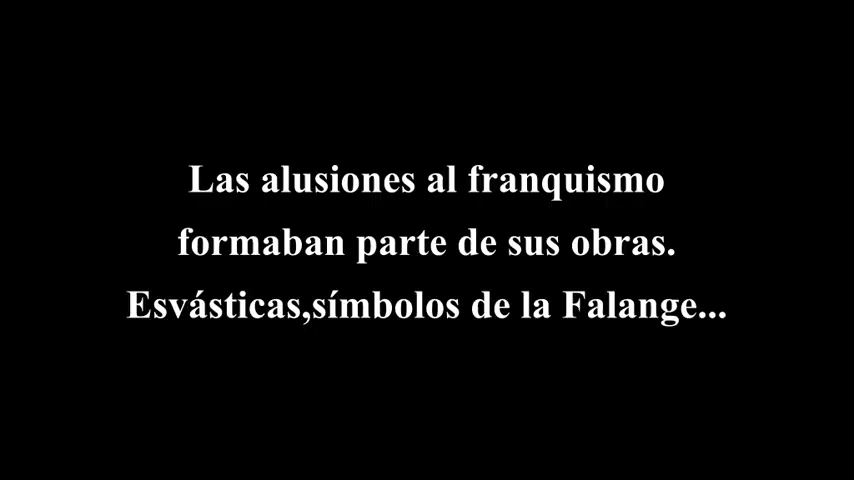 Las alusiones al franquismo
formaban parte de sus obras.
Esvásticas,símbolos de la Falange...